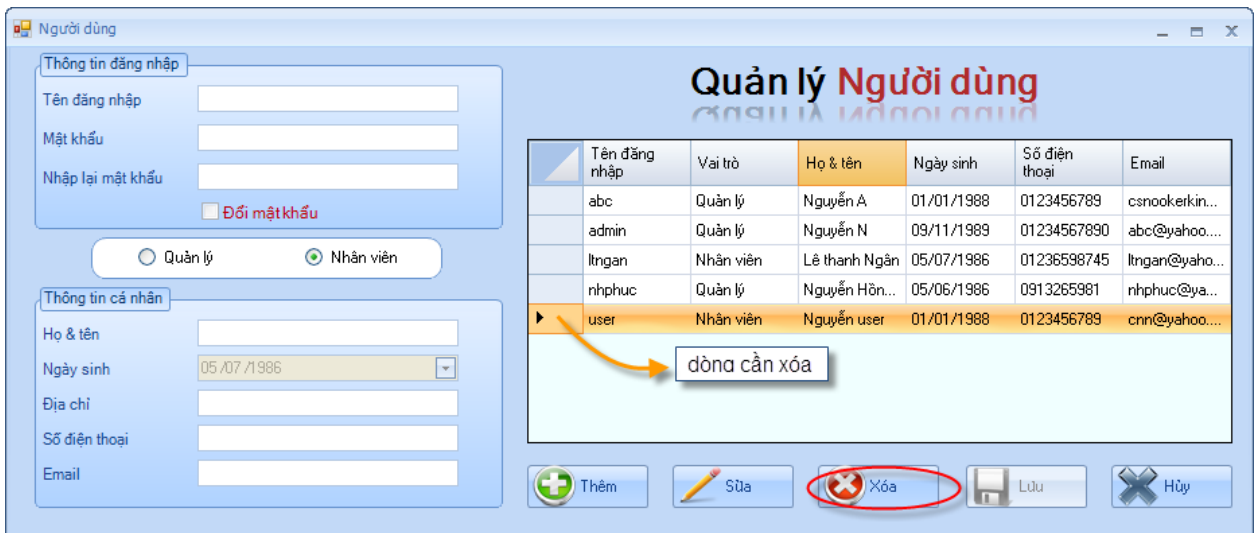 Người dùng
Thông tin đăng nhập
Tên đăng nhập
Mật khẩu
Nhập lại mật khẩu
Đổi mật khẩu
Quản lý Nhân viên
Thông tin cá nhân
Họ & tên
Ngày sinh 05/07/1986
Địa chỉ
Số điện thoại
Email
Quản lý Người dùng
Tên đăng nhập Vai trò Họ & tên Ngày sinh Số điện thoại Email
abc Quản lý Nguyễn A 01/01/1988 0123456789 csnookerkin...
admin Quản lý Nguyễn N 09/11/1989 01234567890 abc@yahoo....
ltngan Nhân viên Lê thanh Ngân 05/07/1986 01236598745 ltngan@yaho...
nhphuc Quản lý Nguyễn Hồn... 05/06/1986 0913265981 nhphuc@ya...
user Nhân viên Nguyễn user 01/01/1988 0123456789 cnn@yahoo....
dòng cần xóa
Thêm Sửa Xóa Lưu Hủy